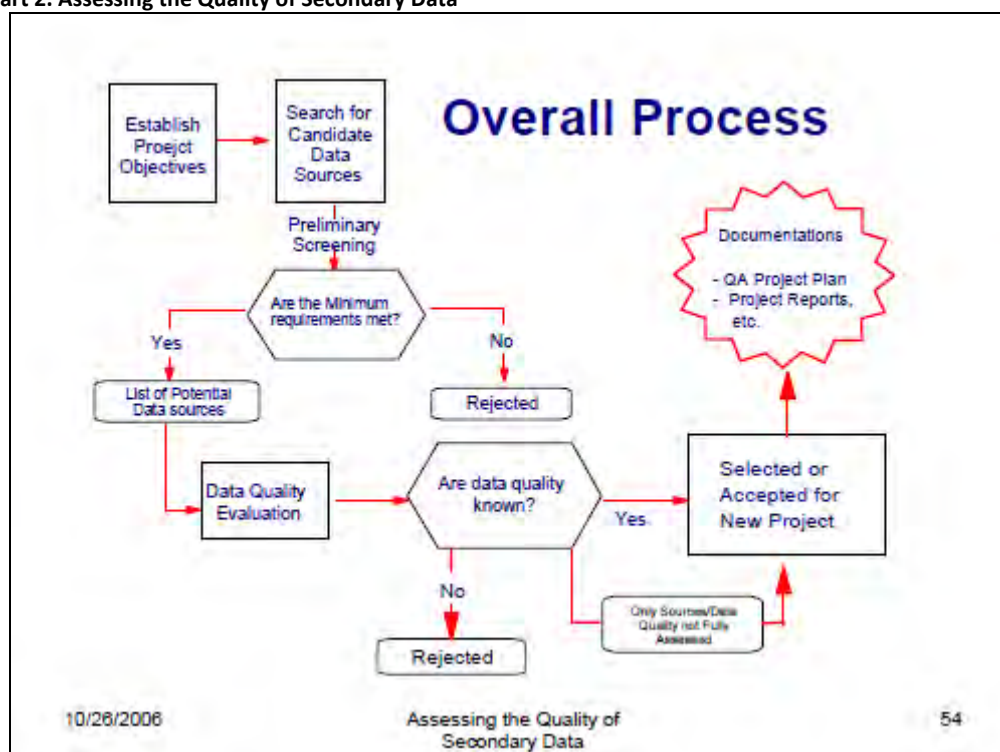 art 2: Assessing the Quality of Secondary Data
Overall Process
Establish
Proejct
Objectives
Search for
Candidate
Data
Sources
Preliminary
Screening
Are the Minimum
requirements met?
Yes
No
List of Potential
Data sources
Rejected
Data Quality
Evaluation
Are data quality
known?
Yes
No
Rejected
Only Sources/Data
Quality not Fully
Assessed
Selected or
Accepted for
New Project
Documentations
- QA Project Plan
- Project Reports,
etc.
10/26/2006
Assessing the Quality of
Secondary Data
54